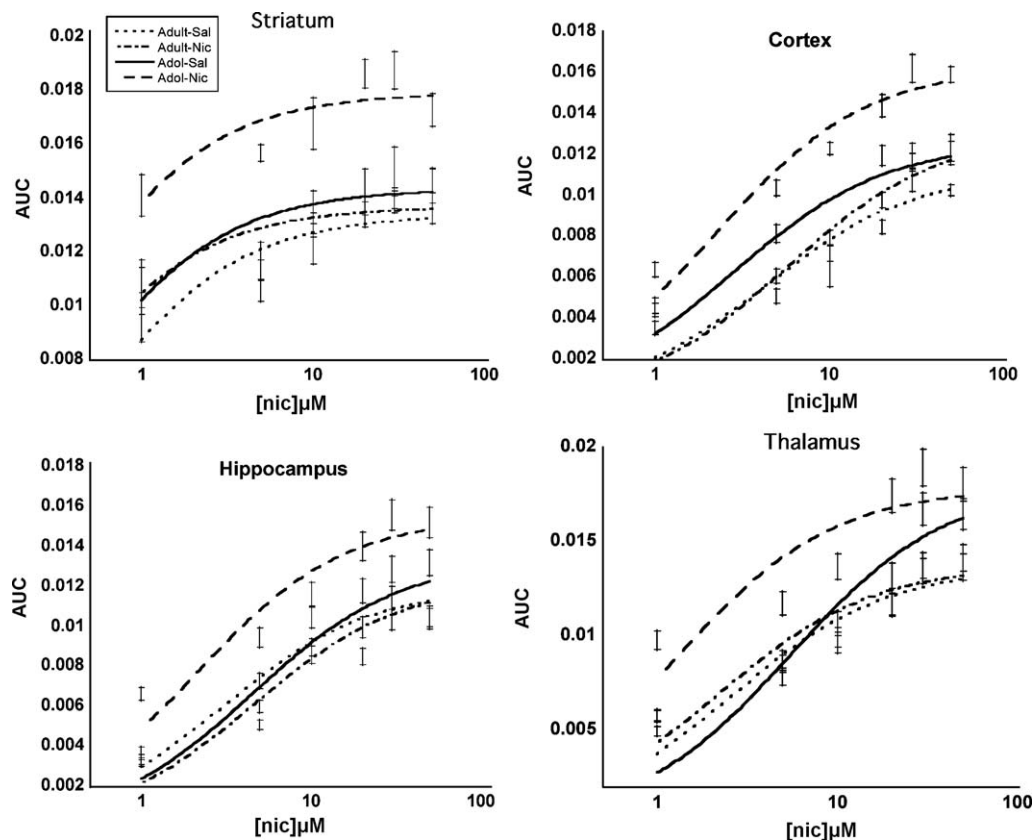 Striatum
0.02
0.018
0.016
0.014
0.012
0.01
0.008
AUC
Adult-Sal
Adult-Nic
Adol-Sal
Adol-Nic
1
10
100
[nic]µM
Cortex
0.018
0.016
0.014
0.012
0.01
0.008
0.006
0.004
0.002
AUC
1
10
100
[nic]µM
Hippocampus
0.018
0.016
0.014
0.012
0.01
0.008
0.006
0.004
0.002
AUC
1
10
100
[nic]µM
Thalamus
0.02
0.015
0.01
0.005
AUC
1
10
100
[nic]µM